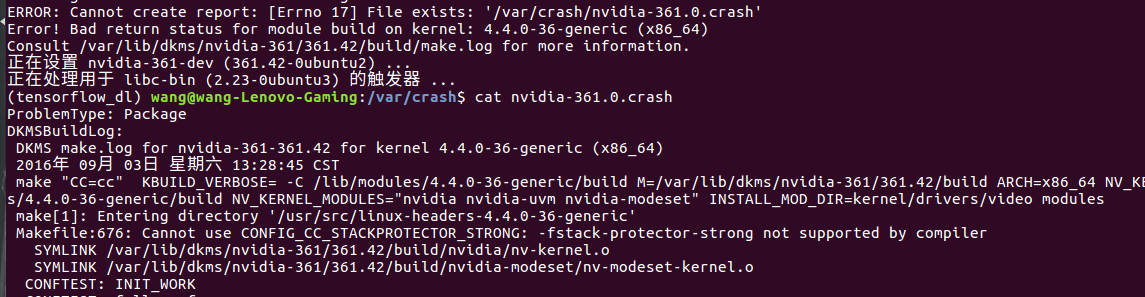 ERROR: Cannot create report: [Errno 17] File exists: '/var/crash/nvidia-361.0.crash'
Error! Bad return status for module build on kernel: 4.4.0-36-generic (x86_64)
Consult /var/lib/dkms/nvidia-361/361.42/build/make.log for more information.
正在设置 nvidia-361-dev (361.42-0ubuntu2) ...
正在处理用于 libc-bin (2.23-0ubuntu3) 的触发器 ...
(tensorflow_dl) wang@wang-Lenovo-Gaming:/var/crash$ cat nvidia-361.0.crash
ProblemType: Package
DKMSBuildLog:
DKMS make.log for nvidia-361-361.42 for kernel 4.4.0-36-generic (x86_64)
2016年 09月 03日 星期六 13:28:45 CST
make "CC=cc"  KBUILD_VERBOSE= -C /lib/modules/4.4.0-36-generic/build M=/var/lib/dkms/nvidia-361/361.42/build ARCH=x86_64 NV_KE
s/4.4.0-36-generic/build NV_KERNEL_MODULES="nvidia nvidia-uvm nvidia-modeset" INSTALL_MOD_DIR=kernel/drivers/video modules
make[1]: Entering directory '/usr/src/linux-headers-4.4.0-36-generic'
Makefile:676: Cannot use CONFIG_CC_STACKPROTECTOR_STRONG: -fstack-protector-strong not supported by compiler
SYMLINK /var/lib/dkms/nvidia-361/361.42/build/nvidia/nv-kernel.o
SYMLINK /var/lib/dkms/nvidia-361/361.42/build/nvidia-modeset/nv-modeset-kernel.o
CONFTEST: INIT_WORK